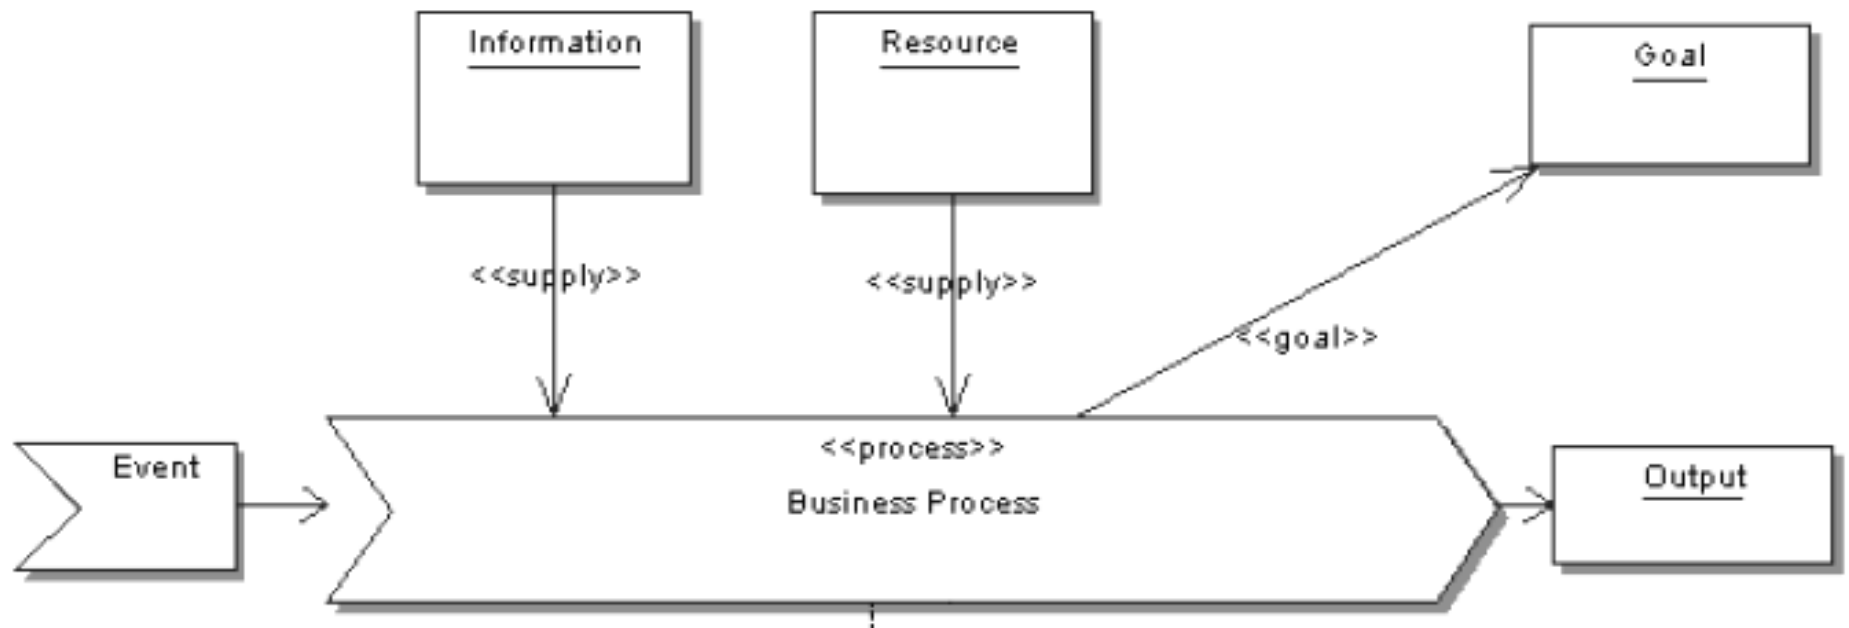 Information
Resource
Goal
<<supply>>
<<supply>>
<<goal>>
<<process>>
Event
Business Process
Output